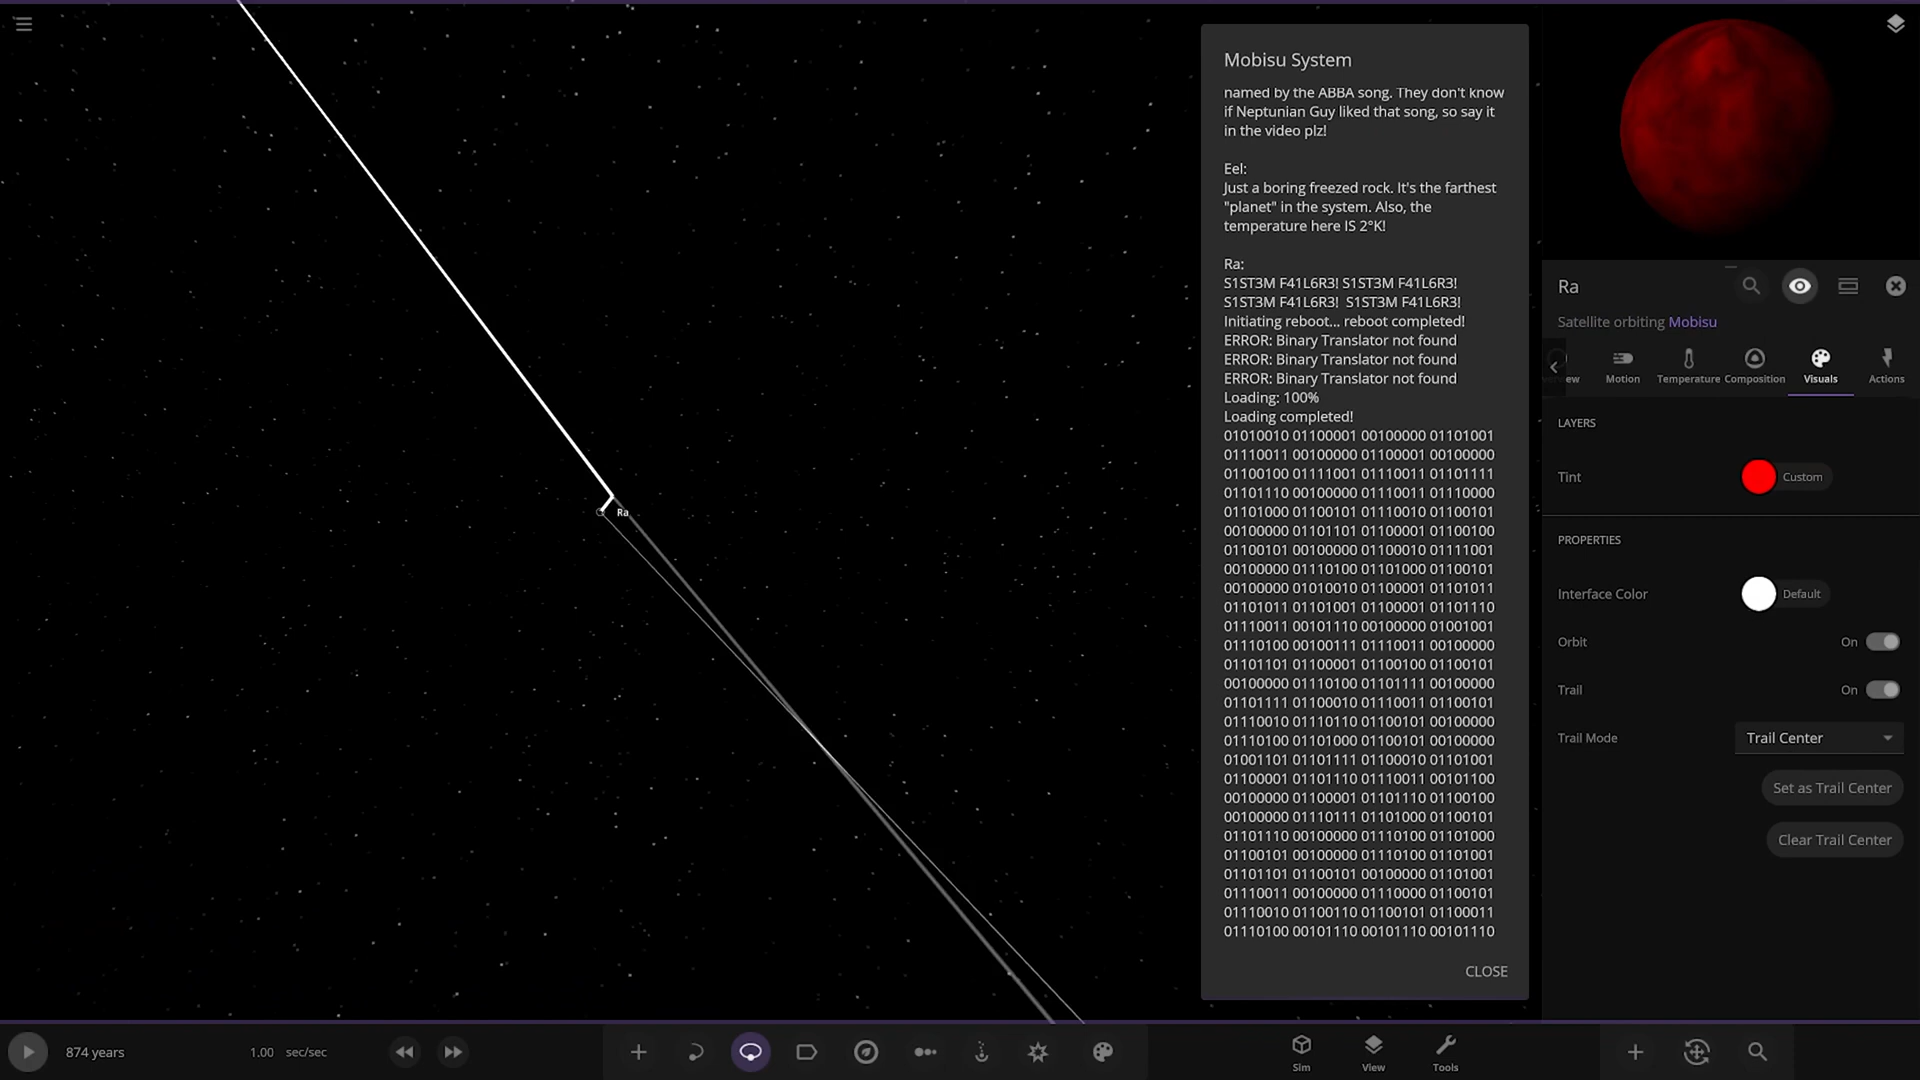 Mobisu System
named by the ABBA song. They don't know
if Neptunian Guy liked that song, so say it
in the video plz!
Eel:
Just a boring freezed rock. It's the farthest
"planet" in the system. Also, the
temperature here IS 2°K!
Ra:
S1ST3M F41L6R3! S1ST3M F41L6R3!
S1ST3M F41L6R3!  S1ST3M F41L6R3!
Initiating reboot... reboot completed!
ERROR: Binary Translator not found
ERROR: Binary Translator not found
ERROR: Binary Translator not found
Loading: 100%
Loading completed!
01010010 01100001 00100000 01101001
01110011 00100000 01100001 00100000
01100100 01111001 01110011 01101111
01101110 00100000 01110011 01110000
01101000 01100101 01110010 01100101
00100000 01101101 01100001 01100100
01100101 00100000 01100010 01111001
00100000 01110100 01101000 01100101
00100000 01010010 01100001 01101011
01101011 01101001 01100001 01101110
01110011 00101110 00100000 01001001
01110100 00100111 01110011 00100000
01101101 01100001 01100100 01100101
00100000 01110100 01101111 00100000
01101111 01100010 01110011 01100101
01110010 01110110 01100101 00100000
01110100 01101000 01100101 00100000
01001101 01101111 01100010 01101001
01100001 01101110 01110011 00101100
00100000 01100001 01101110 01100100
00100000 01110111 01101000 01100101
01101110 00100000 01110100 01101000
01100101 00100000 01110100 01101001
01101101 01100101 00100000 01101001
01110011 00100000 01110000 01100101
01110010 01100110 01100101 01100011
01110100 00101110 00101110 00101110
CLOSE
Ra
Ra
Satellite orbiting Mobisu
Motion
Temperature
Composition
Visuals
Actions
LAYERS
Tint
Custom
PROPERTIES
Interface Color
Default
Orbit
On
Trail
On
Trail Mode
Trail Center
Set as Trail Center
Clear Trail Center
874 years
1.00 sec/sec
Sim
View
Tools